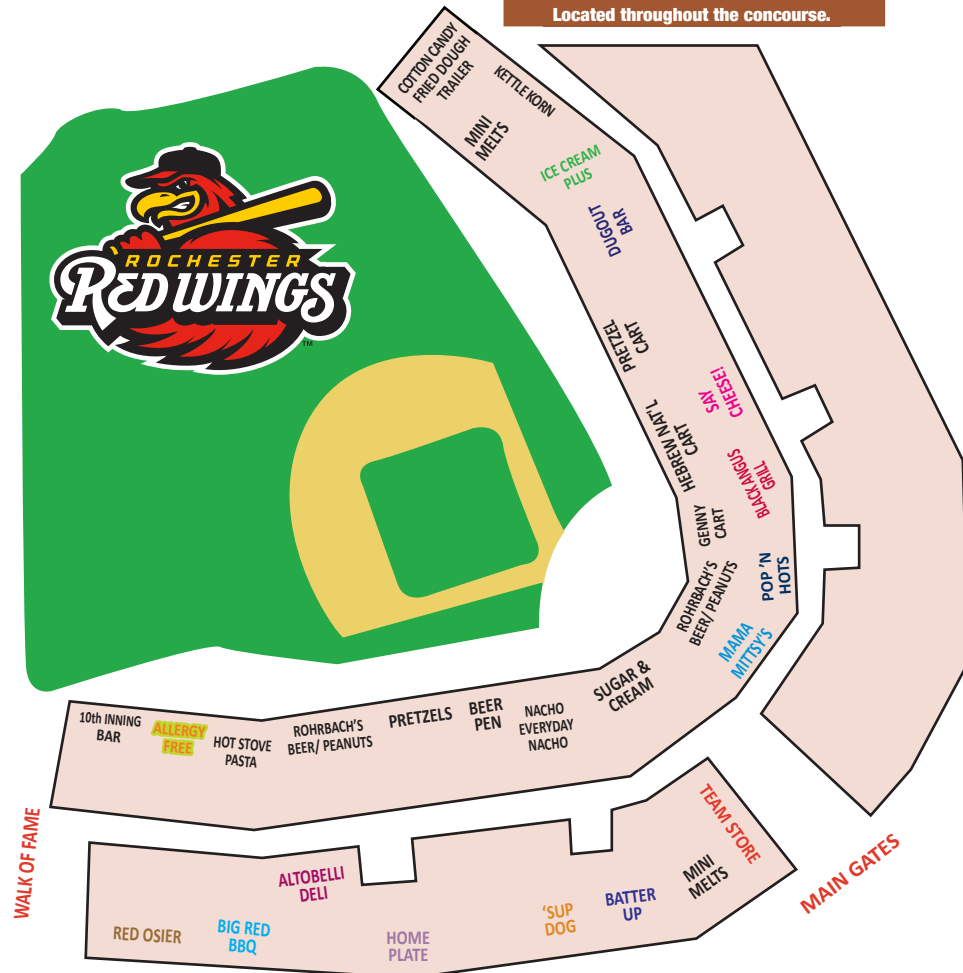 Located throughout the concourse.
COTTON CANDY
FRIED DOUGH
TRAILER
KETTLE KORN
MINI
MELTS
ICE CREAM
PLUS
DUGOUT
BAR
ROCHESTER
RED WINGS
TM
PRETZEL
CART
SAY
CHEESE!
HEBREW NAT'L
CART
BLACK ANGUS
GRILL
GENNY
CART
POP 'N
HOTS
ROHRBACH'S
BEER/ PEANUTS
MAMA
MITTSY'S
SUGAR &
CREAM
10th INNING
BAR
ALLERGY
FREE
HOT STOVE
PASTA
ROHRBACH'S
BEER/ PEANUTS
PRETZELS
BEER
PEN
NACHO
EVERYDAY
NACHO
WALK OF FAME
TEAM STORE
MAIN GATES
MINI
MELTS
ALTOBELLI
DELI
BATTER
UP
'SUP
DOG
RED OSIER
BIG RED
BBQ
HOME
PLATE